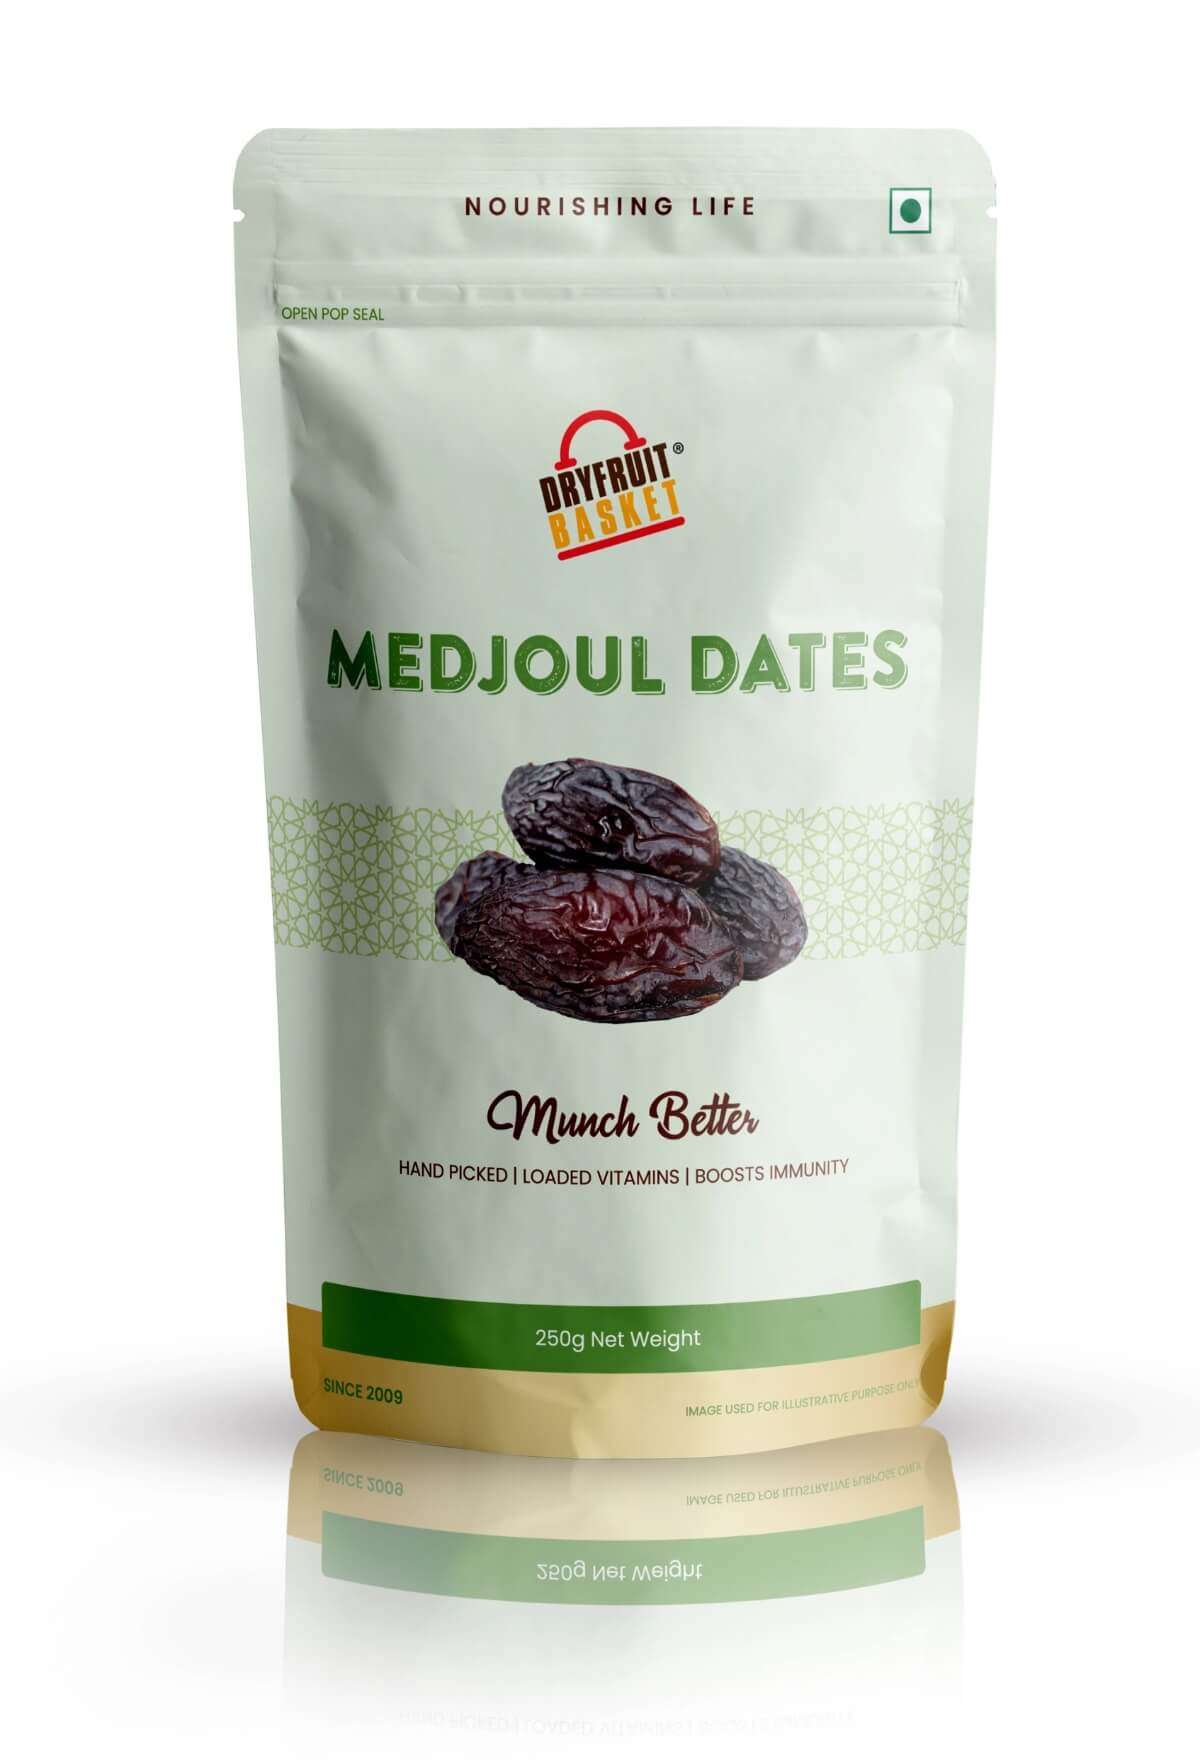 NOURISHING LIFE
OPEN POP SEAL
DRYFRUIT®
BASKET
MEDJOUL DATES
Munch Better
HAND PICKED | LOADED VITAMINS | BOOSTS IMMUNITY
250g Net Weight
SINCE 2009
IMAGE USED FOR ILLUSTRATIVE PURPOSE ONLY